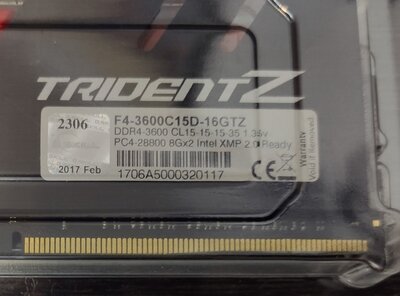 TRIDENTZ
2306
F4-3600C15D-16GTZ
DDR4-3600 CL15-15-15-35 1.35v
PC4-28800 8Gx2 Intel XMP 2.0 Ready
2017 Feb
1706A5000320117
CE
Warranty
Void if Removed